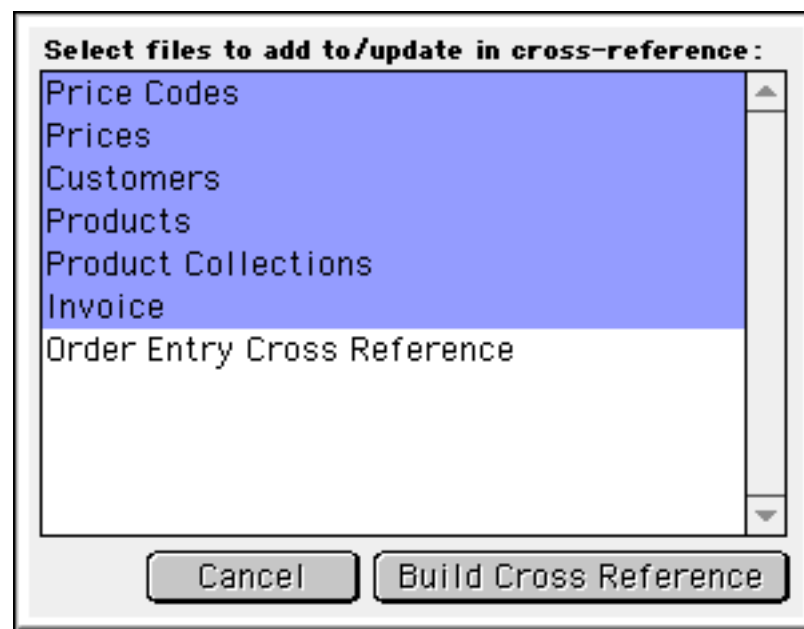 Select files to add to/update in cross-reference:
Price Codes
Prices
Customers
Products
Product Collections
Invoice
Order Entry Cross Reference
Cancel
Build Cross Reference